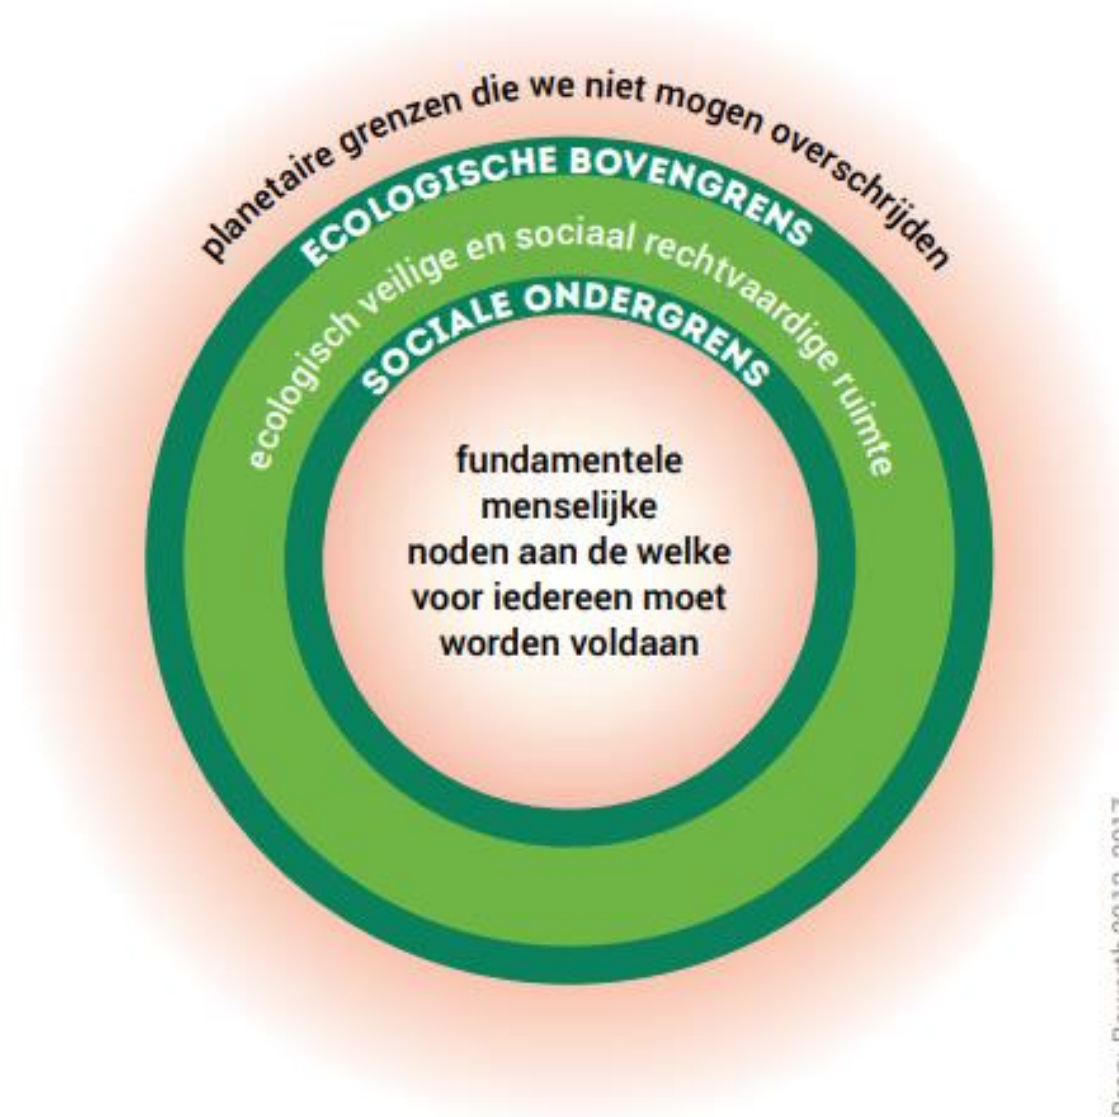 planetaire grenzen die we niet mogen overschrijden
ECOLOGISCHE BOVENGRENS
ecologisch veilige en sociaal rechtvaardige ruimte
SOCIALE ONDERGRENS
fundamentele
menselijke
noden aan de welke
voor iedereen moet
worden voldaan